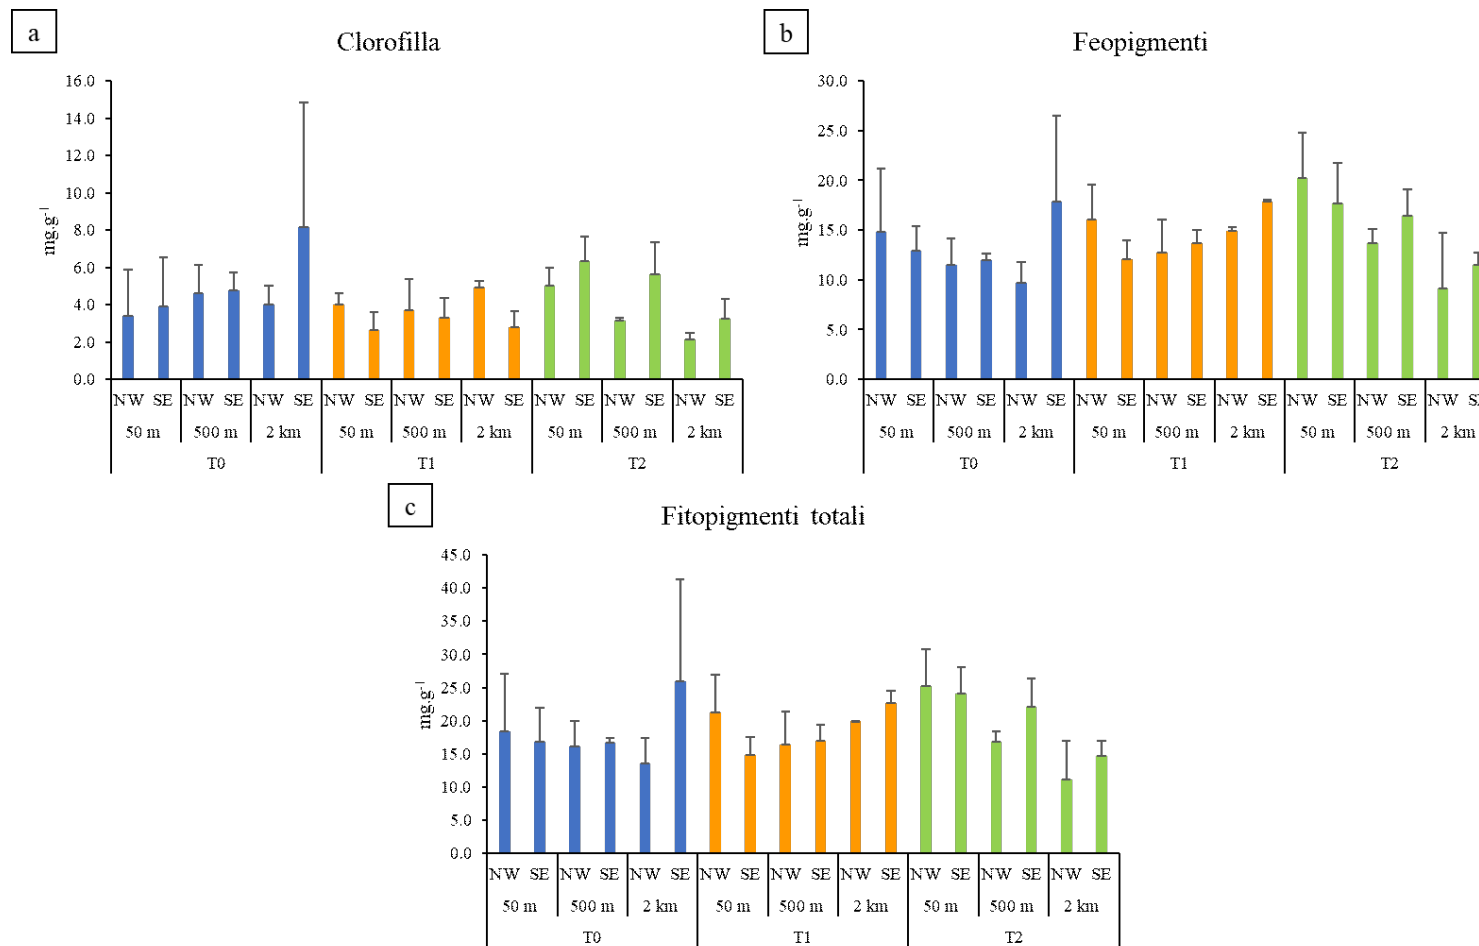 a
Clorofilla
16.0
14.0
12.0
10.0
8.0
6.0
4.0
2.0
0.0
mg.g-1
NW SE NW SE NW SE NW SE NW SE NW SE NW SE NW SE NW SE
50 m 500 m 2 km 50 m 500 m 2 km 50 m 500 m 2 km
T0 T1 T2
b
Feopigmenti
30.0
25.0
20.0
15.0
10.0
5.0
0.0
mg.g-1
NW SE NW SE NW SE NW SE NW SE NW SE NW SE NW SE NW SE
50 m 500 m 2 km 50 m 500 m 2 km 50 m 500 m 2 km
T0 T1 T2
c
Fitopigmenti totali
45.0
40.0
35.0
30.0
25.0
20.0
15.0
10.0
5.0
0.0
mg.g-1
NW SE NW SE NW SE NW SE NW SE NW SE NW SE NW SE NW SE
50 m 500 m 2 km 50 m 500 m 2 km 50 m 500 m 2 km
T0 T1 T2